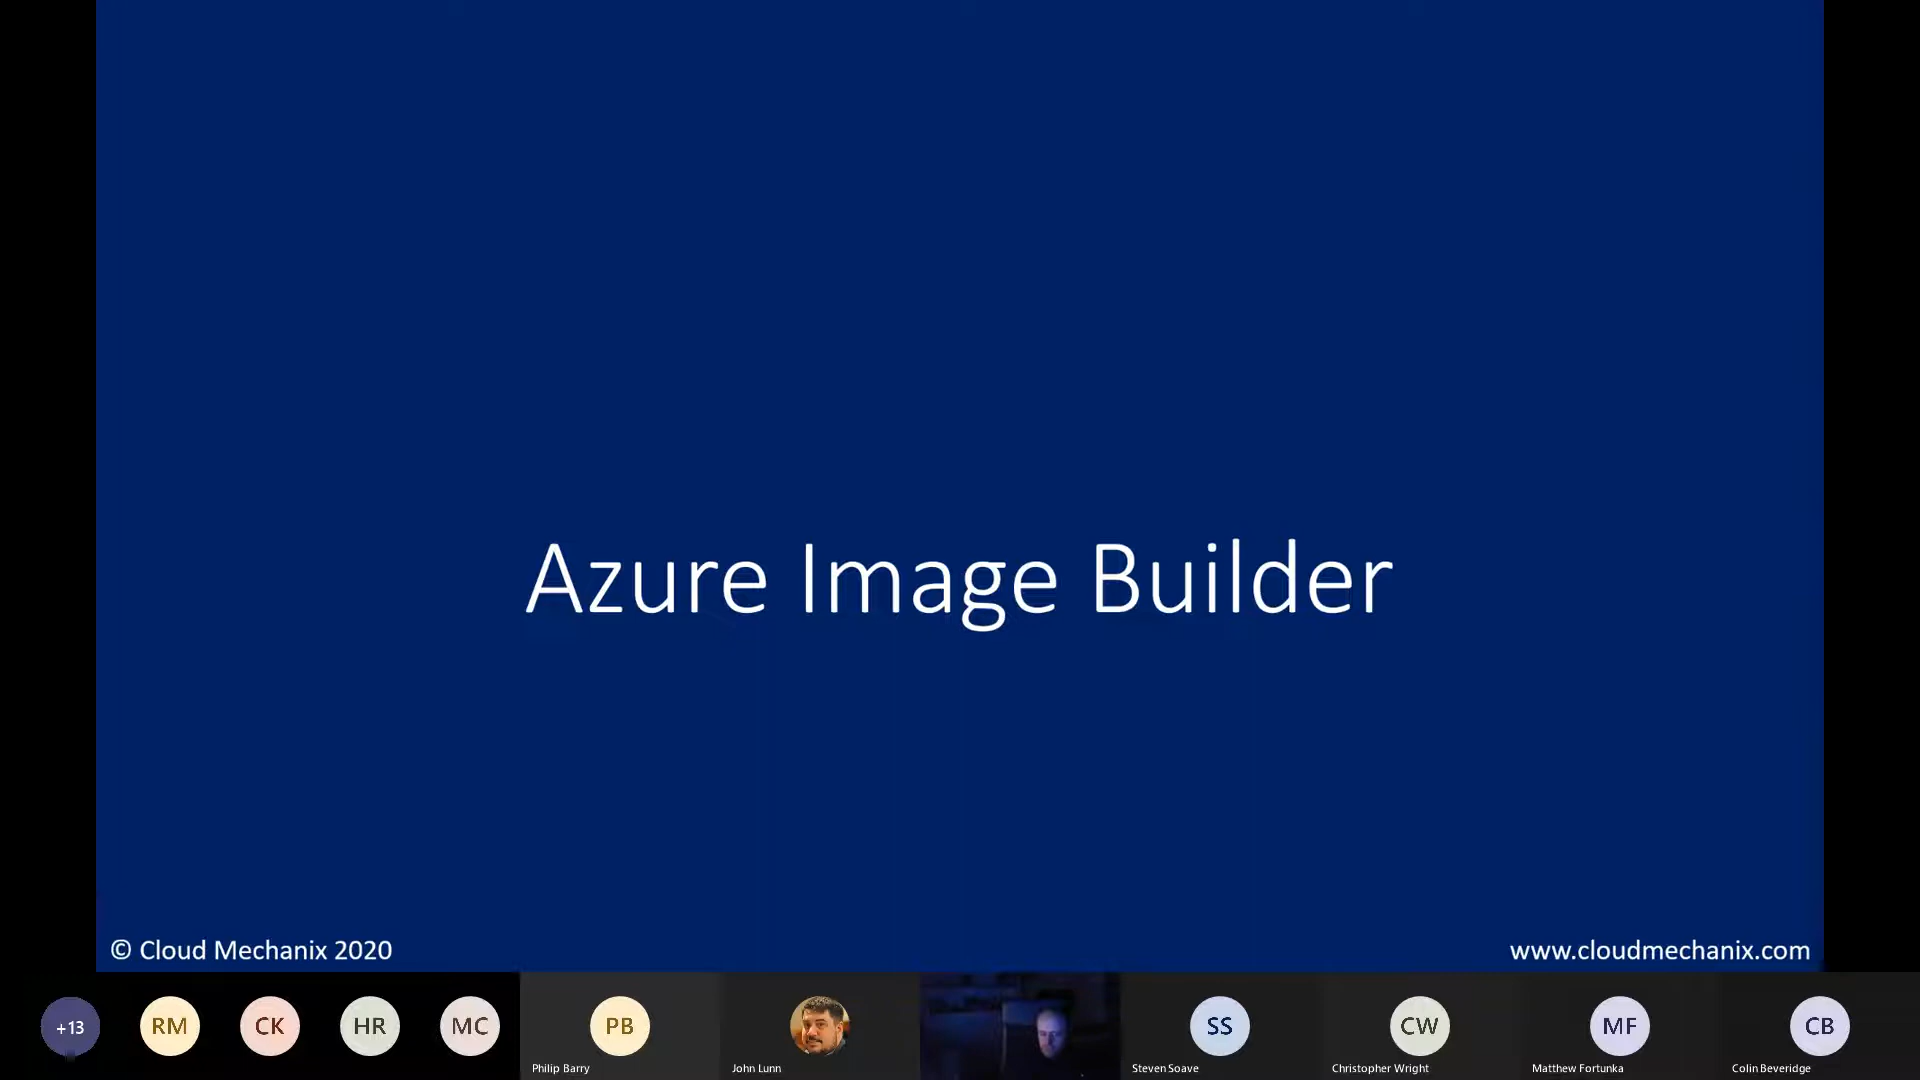 Azure Image Builder
© Cloud Mechanix 2020
www.cloudmechanix.com
+13
RM
CK
HR
MC
PB
SS
CW
MF
CB
Philip Barry
John Lunn
Steven Soave
Christopher Wright
Matthew Fortunka
Colin Beveridge